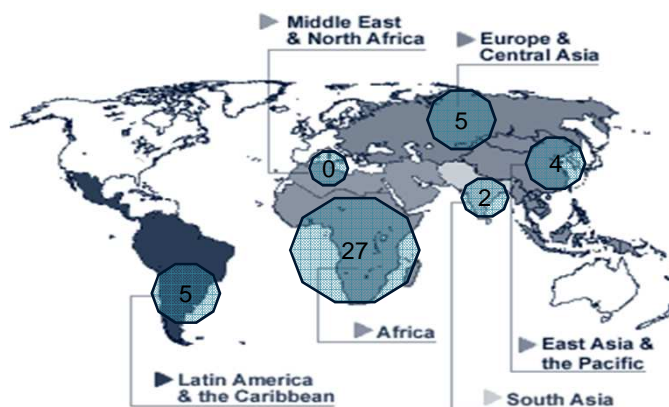 Middle East
& North Africa
Europe &
Central Asia
5
0
4
2
27
5
Africa
East Asia &
the Pacific
Latin America
& the Caribbean
South Asia